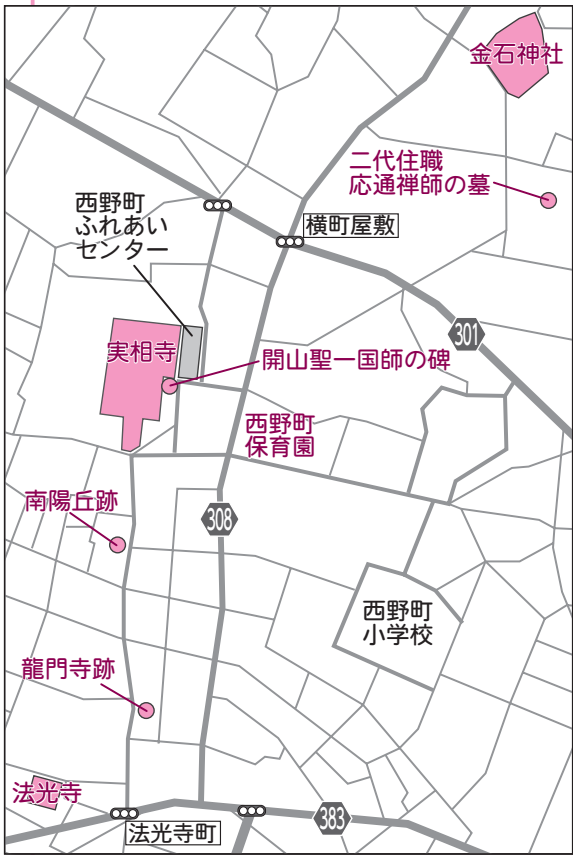 金石神社
二代住職
応通禅師の墓
西野町
ふれあい
センター
横町屋敷
301
実相寺
開山聖一国師の碑
西野町
保育園
南陽丘跡
308
西野町
小学校
龍門寺跡
法光寺
383
法光寺町